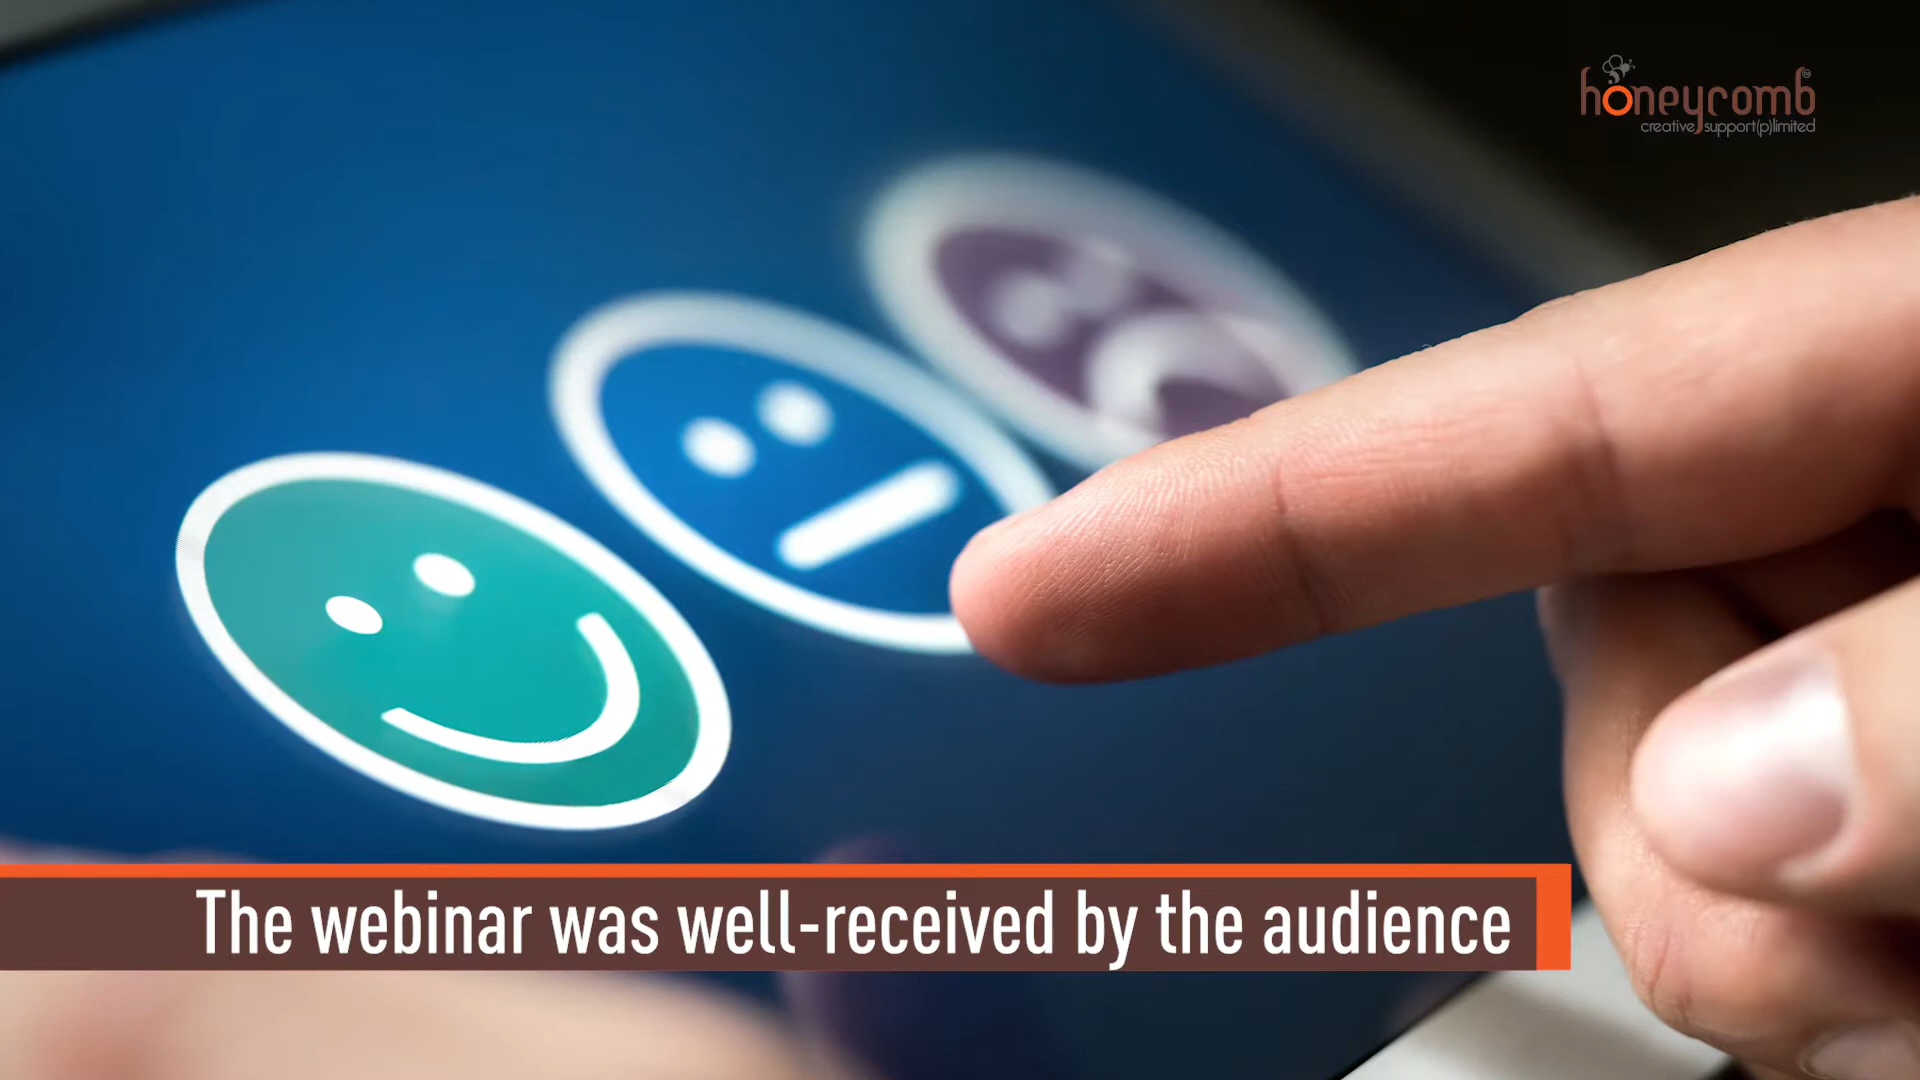 honeycomb
creative support(p)limited
The webinar was well-received by the audience